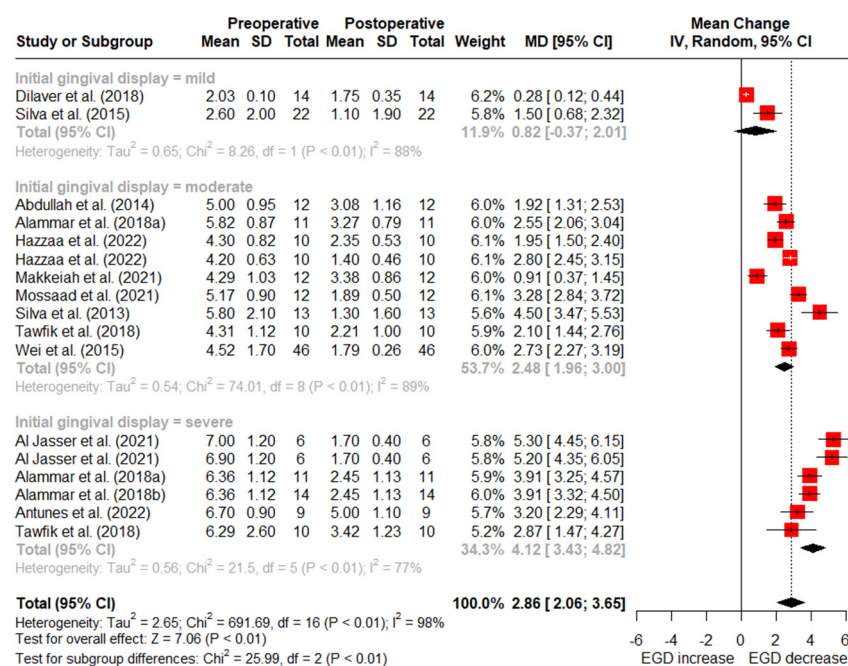 Preoperative Postoperative Mean Change
Study or Subgroup Mean SD Total Mean SD Total Weight MD [95% CI] IV, Random, 95% CI
Initial gingival display = mild
Dilaver et al. (2018) 2.03 0.10 14 1.75 0.35 14 6.2% 0.28 [ 0.12; 0.44]
Silva et al. (2015) 2.60 2.00 22 1.10 1.90 22 5.8% 1.50 [ 0.68; 2.32]
Total (95% CI) 11.9% 0.82 [-0.37; 2.01]
Heterogeneity: Tau² = 0.65; Chi² = 8.26, df = 1 (P < 0.01); I² = 88%
Initial gingival display = moderate
Abdullah et al. (2014) 5.00 0.95 12 3.08 1.16 12 6.0% 1.92 [ 1.31; 2.53]
Alammar et al. (2018a) 5.82 0.87 11 3.27 0.79 11 6.0% 2.55 [ 2.06; 3.04]
Hazzaa et al. (2022) 4.30 0.82 10 2.35 0.53 10 6.1% 1.95 [ 1.50; 2.40]
Hazzaa et al. (2022) 4.20 0.63 10 1.40 0.46 10 6.1% 2.80 [ 2.45; 3.15]
Makkeiah et al. (2021) 4.29 1.03 12 3.38 0.86 12 6.0% 0.91 [ 0.37; 1.45]
Mossaad et al. (2021) 5.17 0.90 12 1.89 0.50 12 6.1% 3.28 [ 2.84; 3.72]
Silva et al. (2013) 5.80 2.10 13 1.30 1.60 13 5.6% 4.50 [ 3.47; 5.53]
Tawfik et al. (2018) 4.31 1.12 10 2.21 1.00 10 5.9% 2.10 [ 1.44; 2.76]
Wei et al. (2015) 4.52 1.70 46 1.79 0.26 46 6.0% 2.73 [ 2.27; 3.19]
Total (95% CI) 53.7% 2.48 [ 1.96; 3.00]
Heterogeneity: Tau² = 0.54; Chi² = 74.01, df = 8 (P < 0.01); I² = 89%
Initial gingival display = severe
Al Jasser et al. (2021) 7.00 1.20 6 1.70 0.40 6 5.8% 5.30 [ 4.45; 6.15]
Al Jasser et al. (2021) 6.90 1.20 6 1.70 0.40 6 5.8% 5.20 [ 4.35; 6.05]
Alammar et al. (2018a) 6.36 1.12 11 2.45 1.13 11 5.9% 3.91 [ 3.25; 4.57]
Alammar et al. (2018b) 6.36 1.12 14 2.45 1.13 14 6.0% 3.91 [ 3.32; 4.50]
Antunes et al. (2022) 6.70 0.90 9 5.00 1.10 9 5.7% 3.20 [ 2.29; 4.11]
Tawfik et al. (2018) 6.29 2.60 10 3.42 1.23 10 5.2% 2.87 [ 1.47; 4.27]
Total (95% CI) 34.3% 4.12 [ 3.43; 4.82]
Heterogeneity: Tau² = 0.56; Chi² = 21.5, df = 5 (P < 0.01); I² = 77%
Total (95% CI) 100.0% 2.86 [ 2.06; 3.65]
Heterogeneity: Tau² = 2.65; Chi² = 691.69, df = 16 (P < 0.01); I² = 98%
Test for overall effect: Z = 7.06 (P < 0.01)
Test for subgroup differences: Chi² = 25.99, df = 2 (P < 0.01)
-6 -4 -2 0 2 4 6
EGD increase EGD decrease